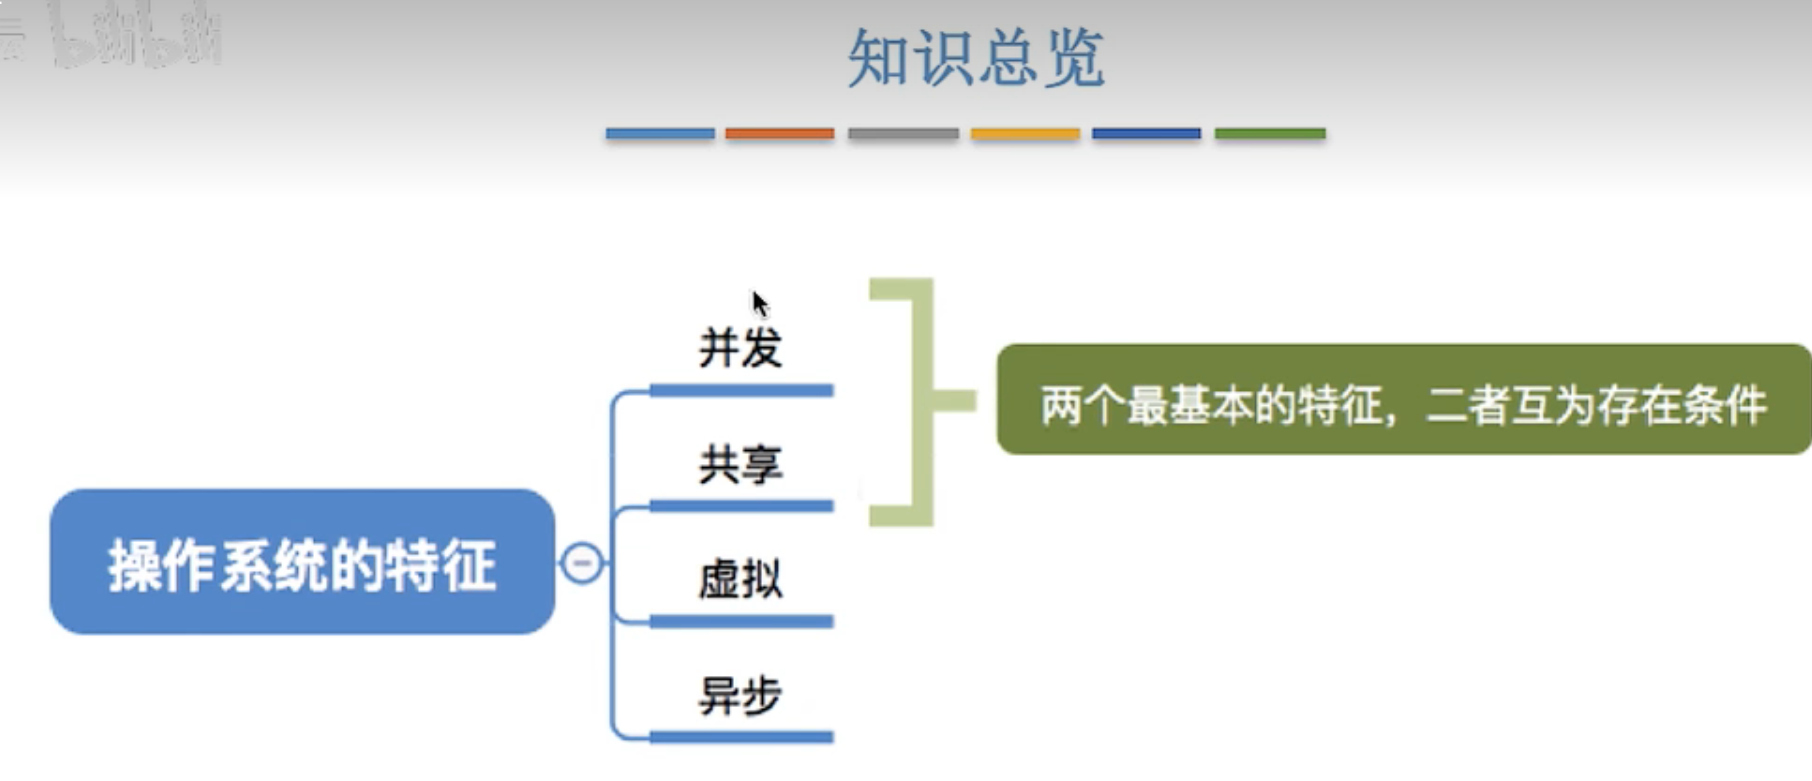 bilibili
知识总览
并发
共享
虚拟
异步
操作系统的特征
两个最基本的特征，二者互为存在条件